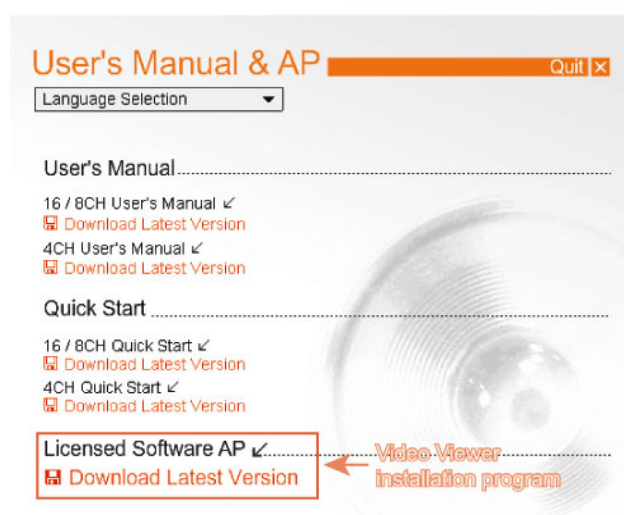 User's Manual & AP
Quit
Language Selection
User's Manual
16 / 8CH User's Manual
Download Latest Version
4CH User's Manual
Download Latest Version
Quick Start
16 / 8CH Quick Start
Download Latest Version
4CH Quick Start
Download Latest Version
Licensed Software AP
Download Latest Version
Video Viewer
installation program